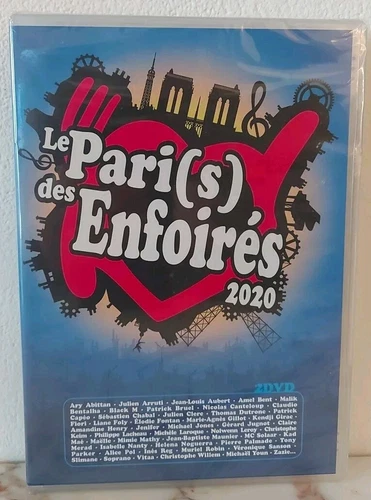 Le
Pari(s)
des
Enfoirés
2020
2DVD
Ary Abittan - Julien Arruti - Jean-Louis Aubert - Amel Bent - Malik
Bentalha - Black M - Patrick Bruel - Nicolas Canteloup - Claudio
Capéo - Sébastien Chabal - Julien Clerc - Thomas Dutronc - Patrick
Fiori - Liane Foly - Élodie Fontan - Marie-Agnès Gillot - Kendji Girac -
Amandine Henry - Jenifer - Michael Jones - Gérard Jugnot - Claire
Keim - Philippe Lacheau - Michèle Laroque - Nolwenn Leroy - Christophe
Maé - Maëlle - Mimie Mathy - Jean-Baptiste Maunier - MC Solaar - Kad
Merad - Isabelle Nanty - Helena Noguerra - Pierre Palmade - Tony
Parker - Alice Pol - Inès Reg - Muriel Robin - Véronique Sanson -
Slimane - Soprano - Vitaa - Christophe Willem - Michaël Youn - Zazie...